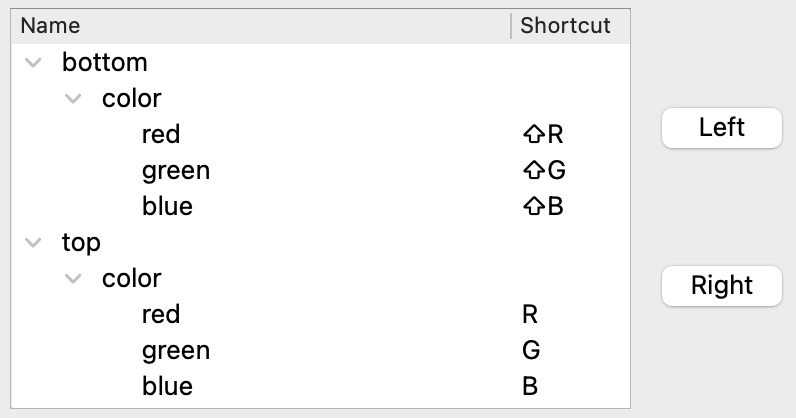 Name Shortcut
bottom
color
red ⇧R
Left
green ⇧G
blue ⇧B
top
color
Right
red R
green G
blue B